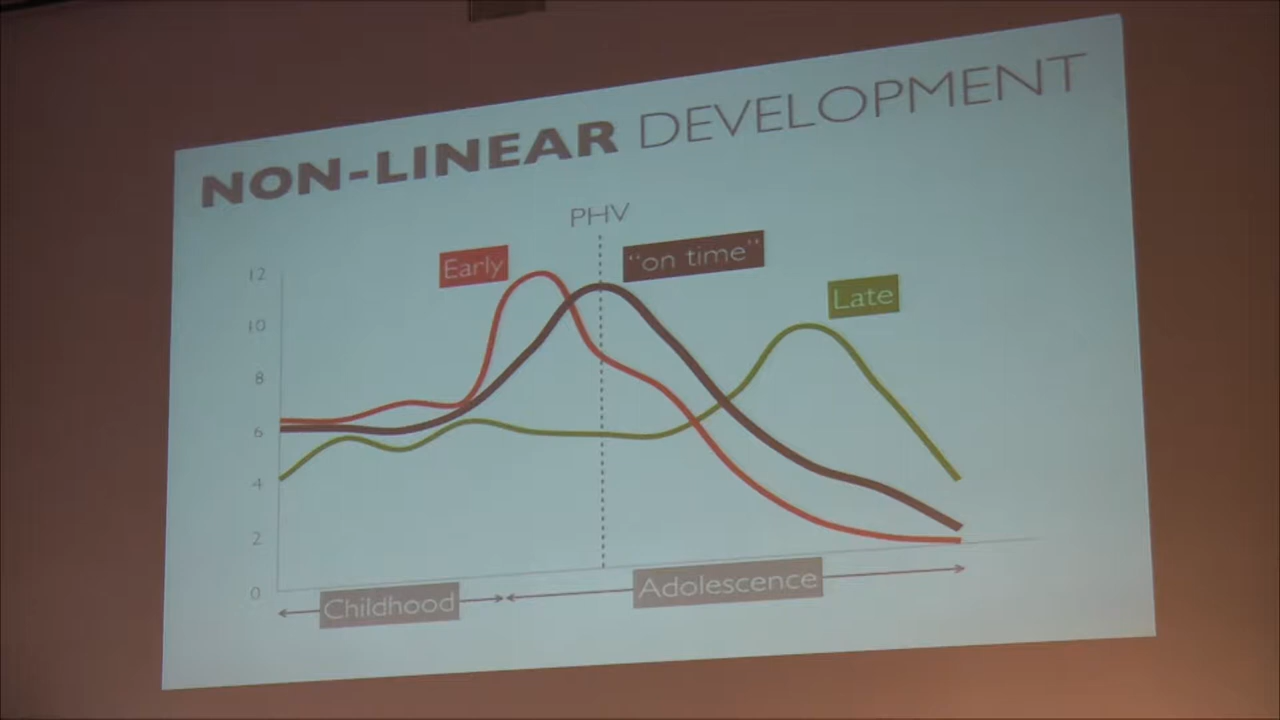 NON-LINEAR DEVELOPMENT
PHV
Early
"on time"
Late
12
10
8
6
4
2
0
Childhood
Adolescence